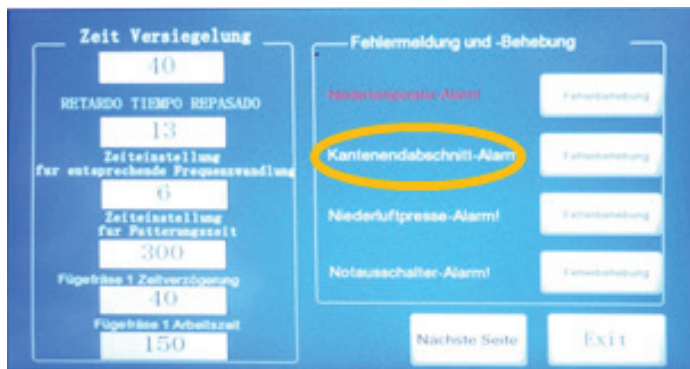 Zeit Versiegelung
40
RETARDO TIEMPO REPASADO
13
Zeiteinstellung
fur entsprechende Frequenzwandlung
6
Zeiteinstellung
fur Futterungszeit
300
Fügefräse 1 Zeitverzögerung
40
Fügefräse 1 Arbeitszeit
150
Fehlermeldung und -Behebung
Niedertemperatur-Alarm!
Fehlerbehebung
Kantenendabschnitt-Alarm
Fehlerbehebung
Niederluftpresse-Alarm!
Fehlerbehebung
Notausschalter-Alarm!
Fehlerbehebung
Nächste Seite
Exit